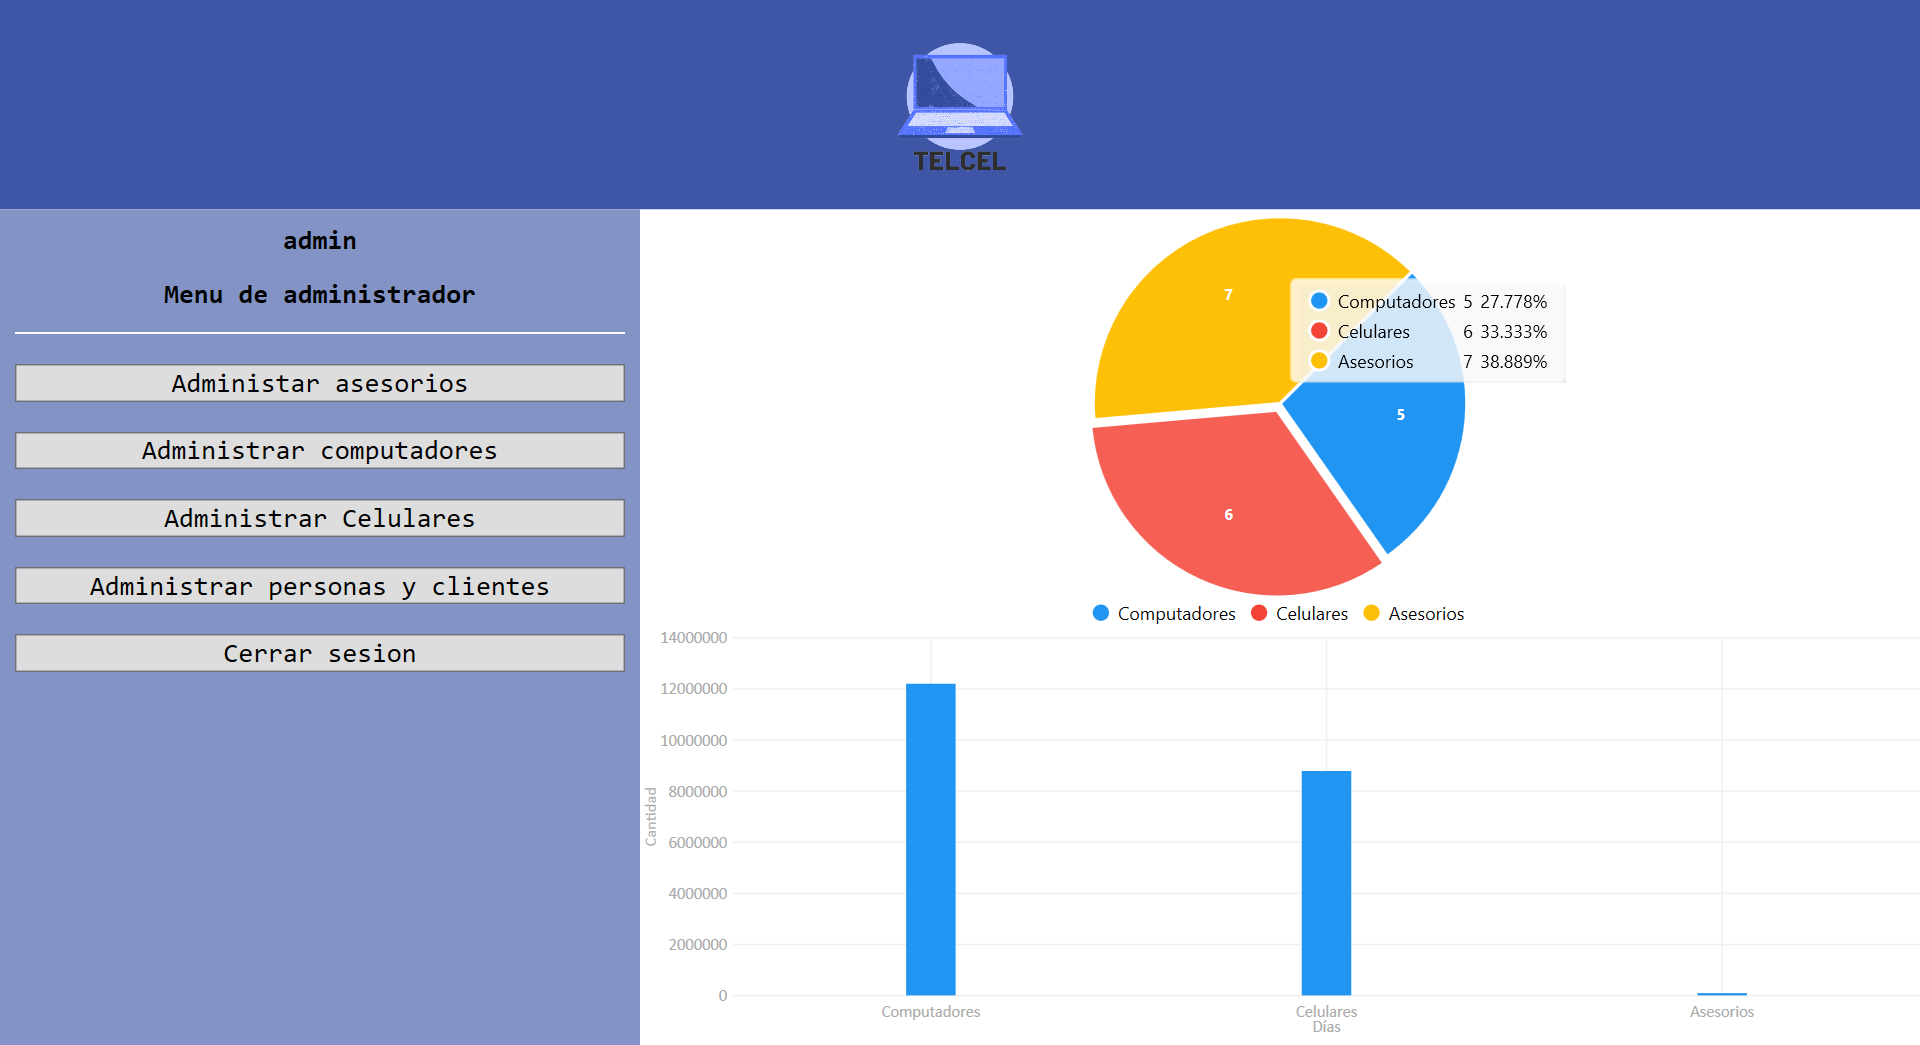 TELCEL
admin
Menu de administrador
Administar asesorios
Administrar computadores
Administrar Celulares
Administrar personas y clientes
Cerrar sesion
7
Computadores 5 27.778%
Celulares 6 33.333%
Asesorios 7 38.889%
5
6
Computadores Celulares Asesorios
14000000
12000000
10000000
8000000
6000000
4000000
2000000
0
Cantidad
Computadores Celulares Asesorios
Días